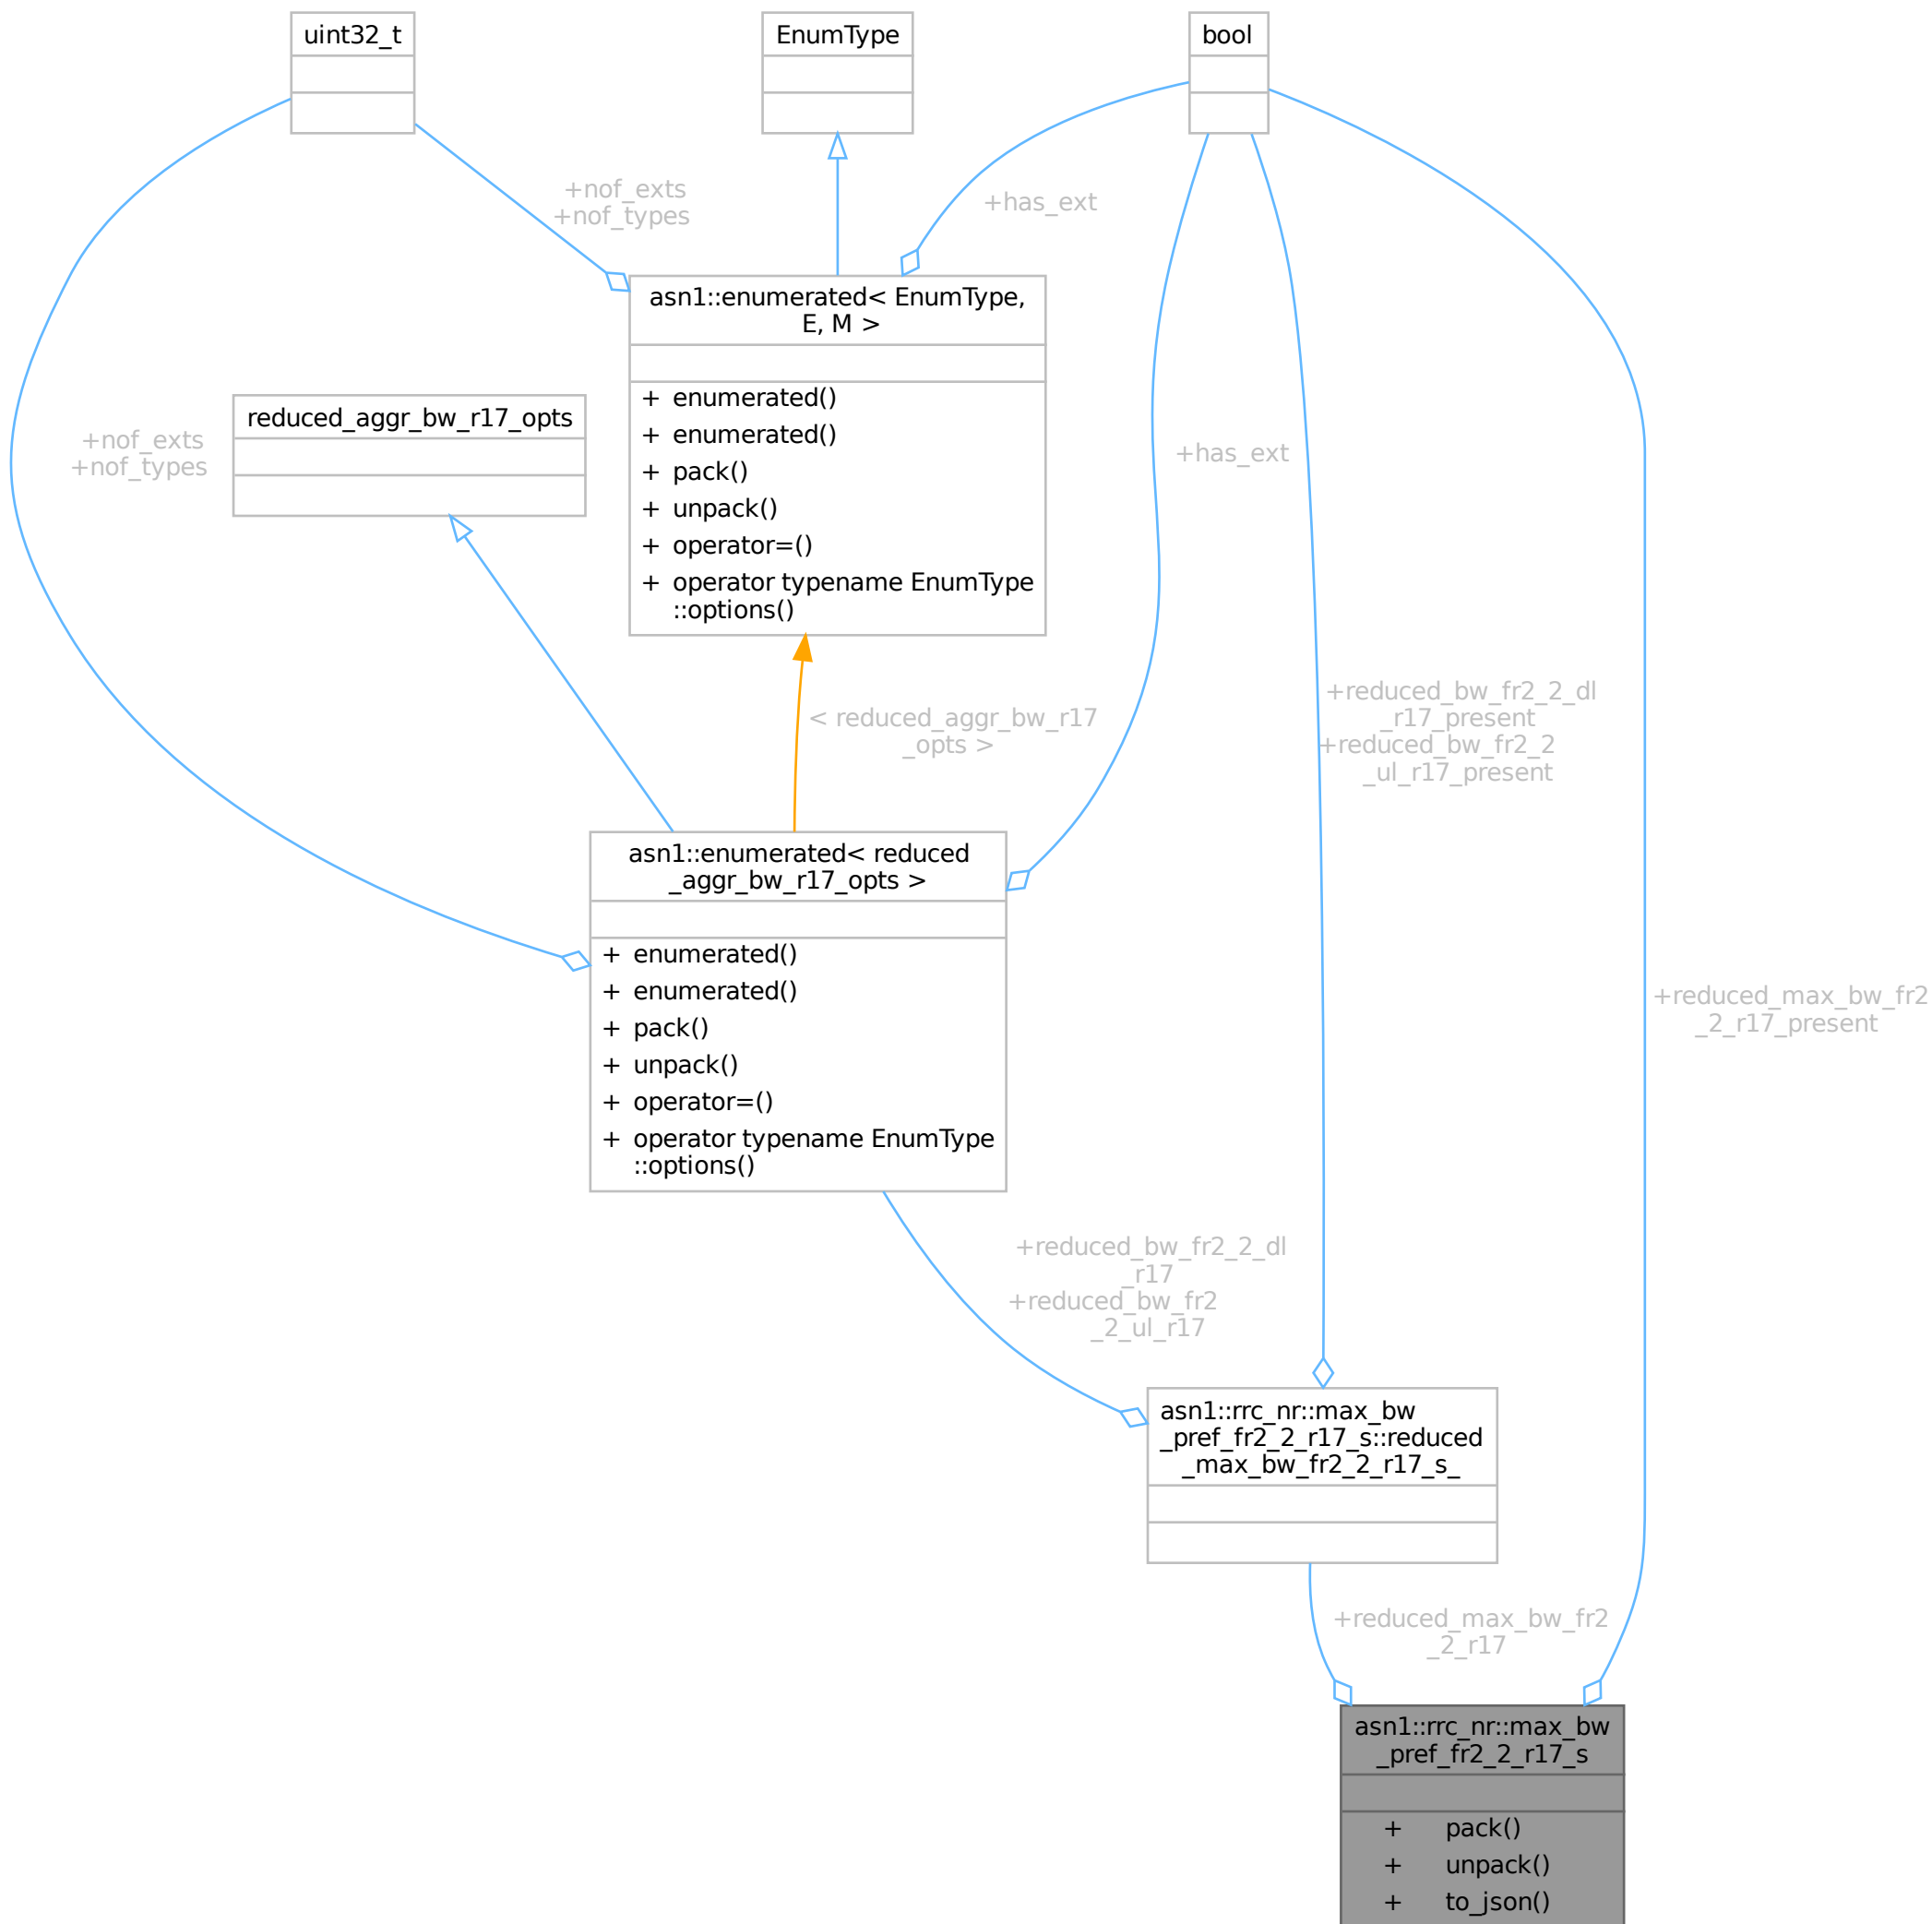 uint32_t
EnumType
bool
+nof_exts
+nof_types
+has_ext
asn1::enumerated< EnumType,
E, M >
+ enumerated()
+ enumerated()
+ pack()
+ unpack()
+ operator=()
+ operator typename EnumType
::options()
reduced_aggr_bw_r17_opts
+nof_exts
+nof_types
+has_ext
< reduced_aggr_bw_r17
_opts >
+reduced_bw_fr2_2_dl
_r17_present
+reduced_bw_fr2_2
_ul_r17_present
asn1::enumerated< reduced
_aggr_bw_r17_opts >
+ enumerated()
+ enumerated()
+ pack()
+ unpack()
+ operator=()
+ operator typename EnumType
::options()
+reduced_max_bw_fr2
_2_r17_present
+reduced_bw_fr2_2_dl
_r17
+reduced_bw_fr2
_2_ul_r17
asn1::rrc_nr::max_bw
_pref_fr2_2_r17_s::reduced
_max_bw_fr2_2_r17_s_
+reduced_max_bw_fr2
_2_r17
asn1::rrc_nr::max_bw
_pref_fr2_2_r17_s
+ pack()
+ unpack()
+ to_json()